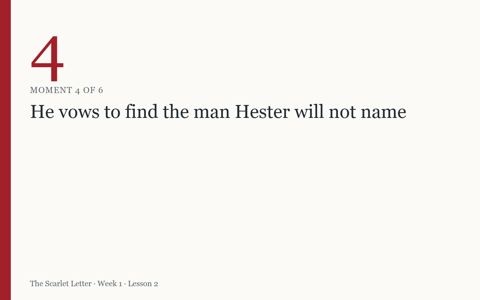 4
MOMENT 4 OF 6
He vows to find the man Hester will not name
The Scarlet Letter · Week 1 · Lesson 2